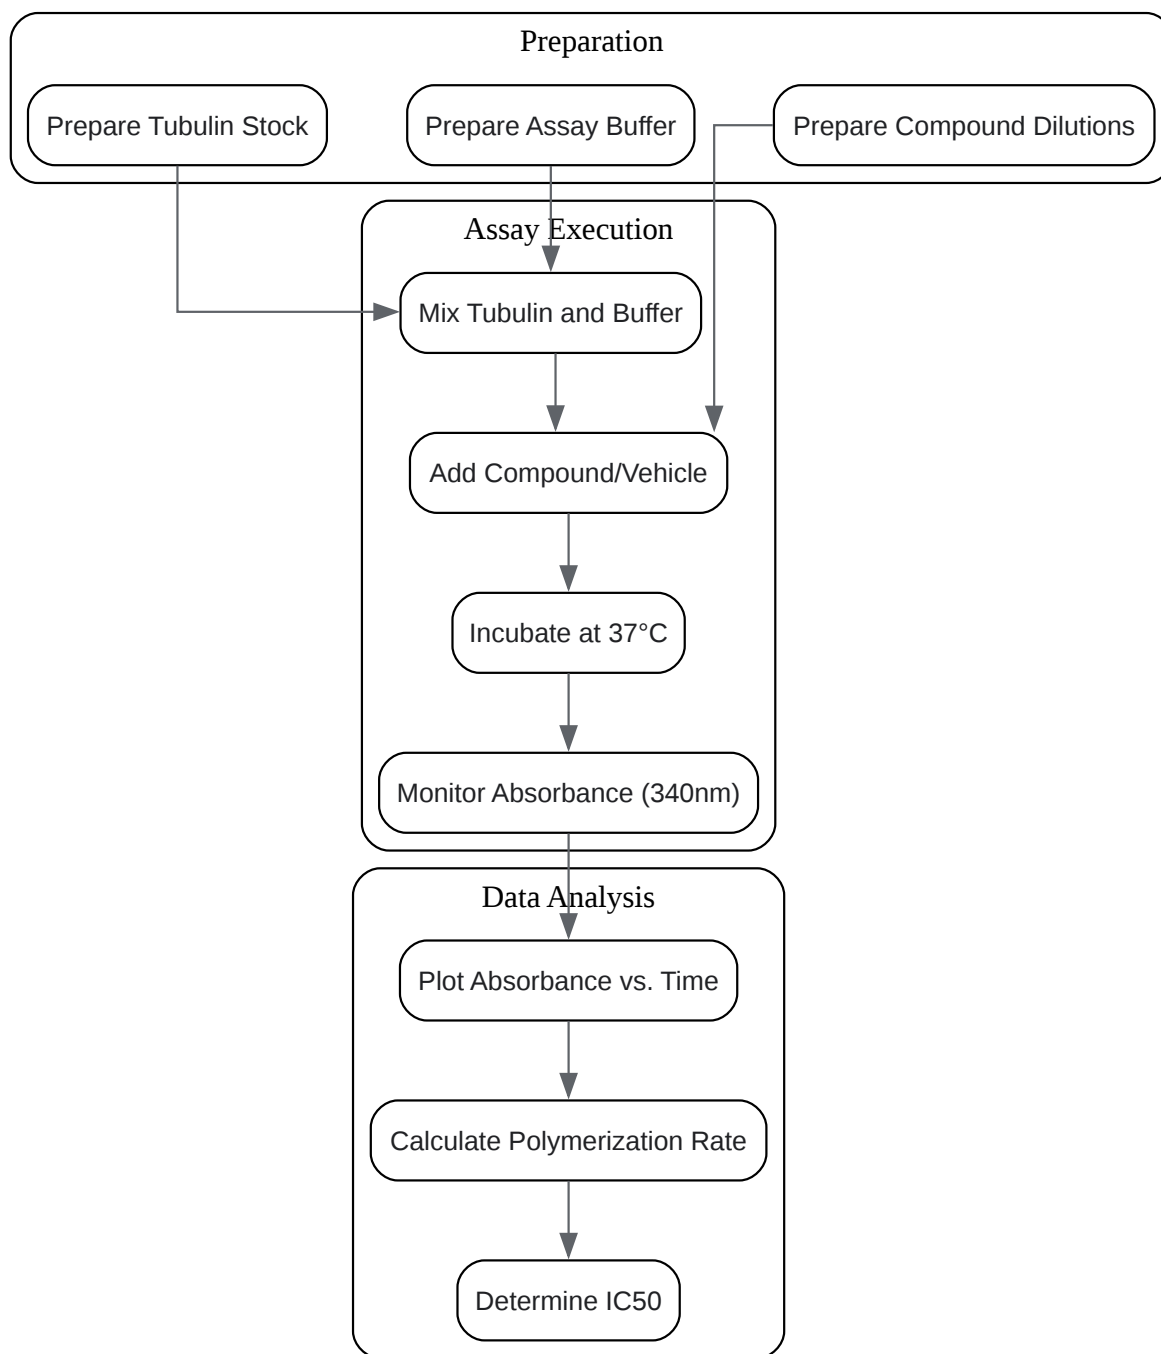 Preparation
Prepare Tubulin Stock
Prepare Assay Buffer
Prepare Compound Dilutions
Assay Execution
Mix Tubulin and Buffer
Add Compound/Vehicle
Incubate at 37°C
Monitor Absorbance (340nm)
Data Analysis
Plot Absorbance vs. Time
Calculate Polymerization Rate
Determine IC50